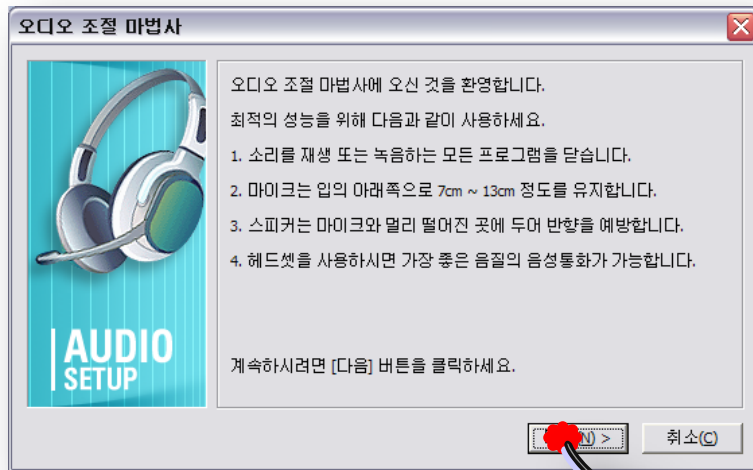 오디오 조절 마법사
오디오 조절 마법사에 오신 것을 환영합니다.
최적의 성능을 위해 다음과 같이 사용하세요.
1. 소리를 재생 또는 녹음하는 모든 프로그램을 닫습니다.
2. 마이크는 입의 아래쪽으로 7cm ~ 13cm 정도를 유지합니다.
3. 스피커는 마이크와 멀리 떨어진 곳에 두어 반향을 예방합니다.
4. 헤드셋을 사용하시면 가장 좋은 음질의 음성통화가 가능합니다.
AUDIO
SETUP
계속하시려면 [다음] 버튼을 클릭하세요.
N) >
취소(C)